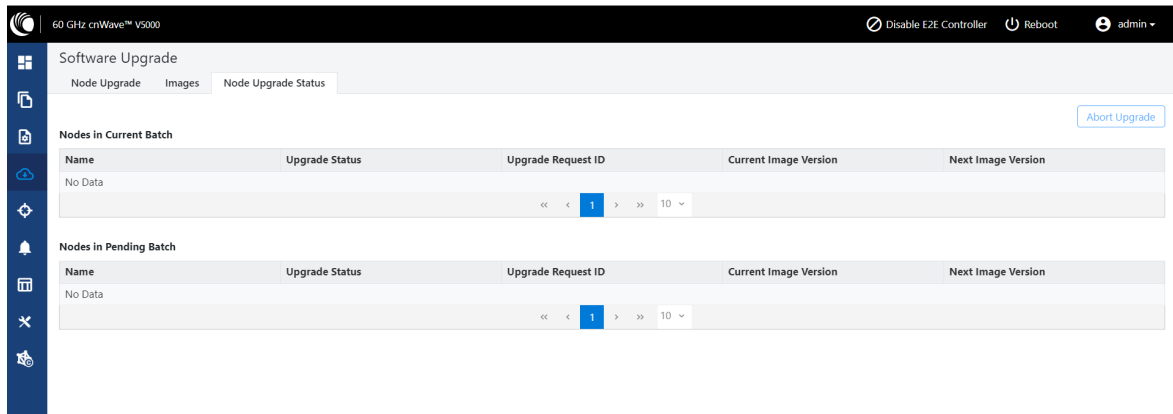 60 GHz cnWave™ V5000
Disable E2E Controller
Reboot
admin
Software Upgrade
Node Upgrade Images Node Upgrade Status
Abort Upgrade
Nodes in Current Batch
Name Upgrade Status Upgrade Request ID Current Image Version Next Image Version
No Data
<< < 1 > >> 10
Nodes in Pending Batch
Name Upgrade Status Upgrade Request ID Current Image Version Next Image Version
No Data
<< < 1 > >> 10